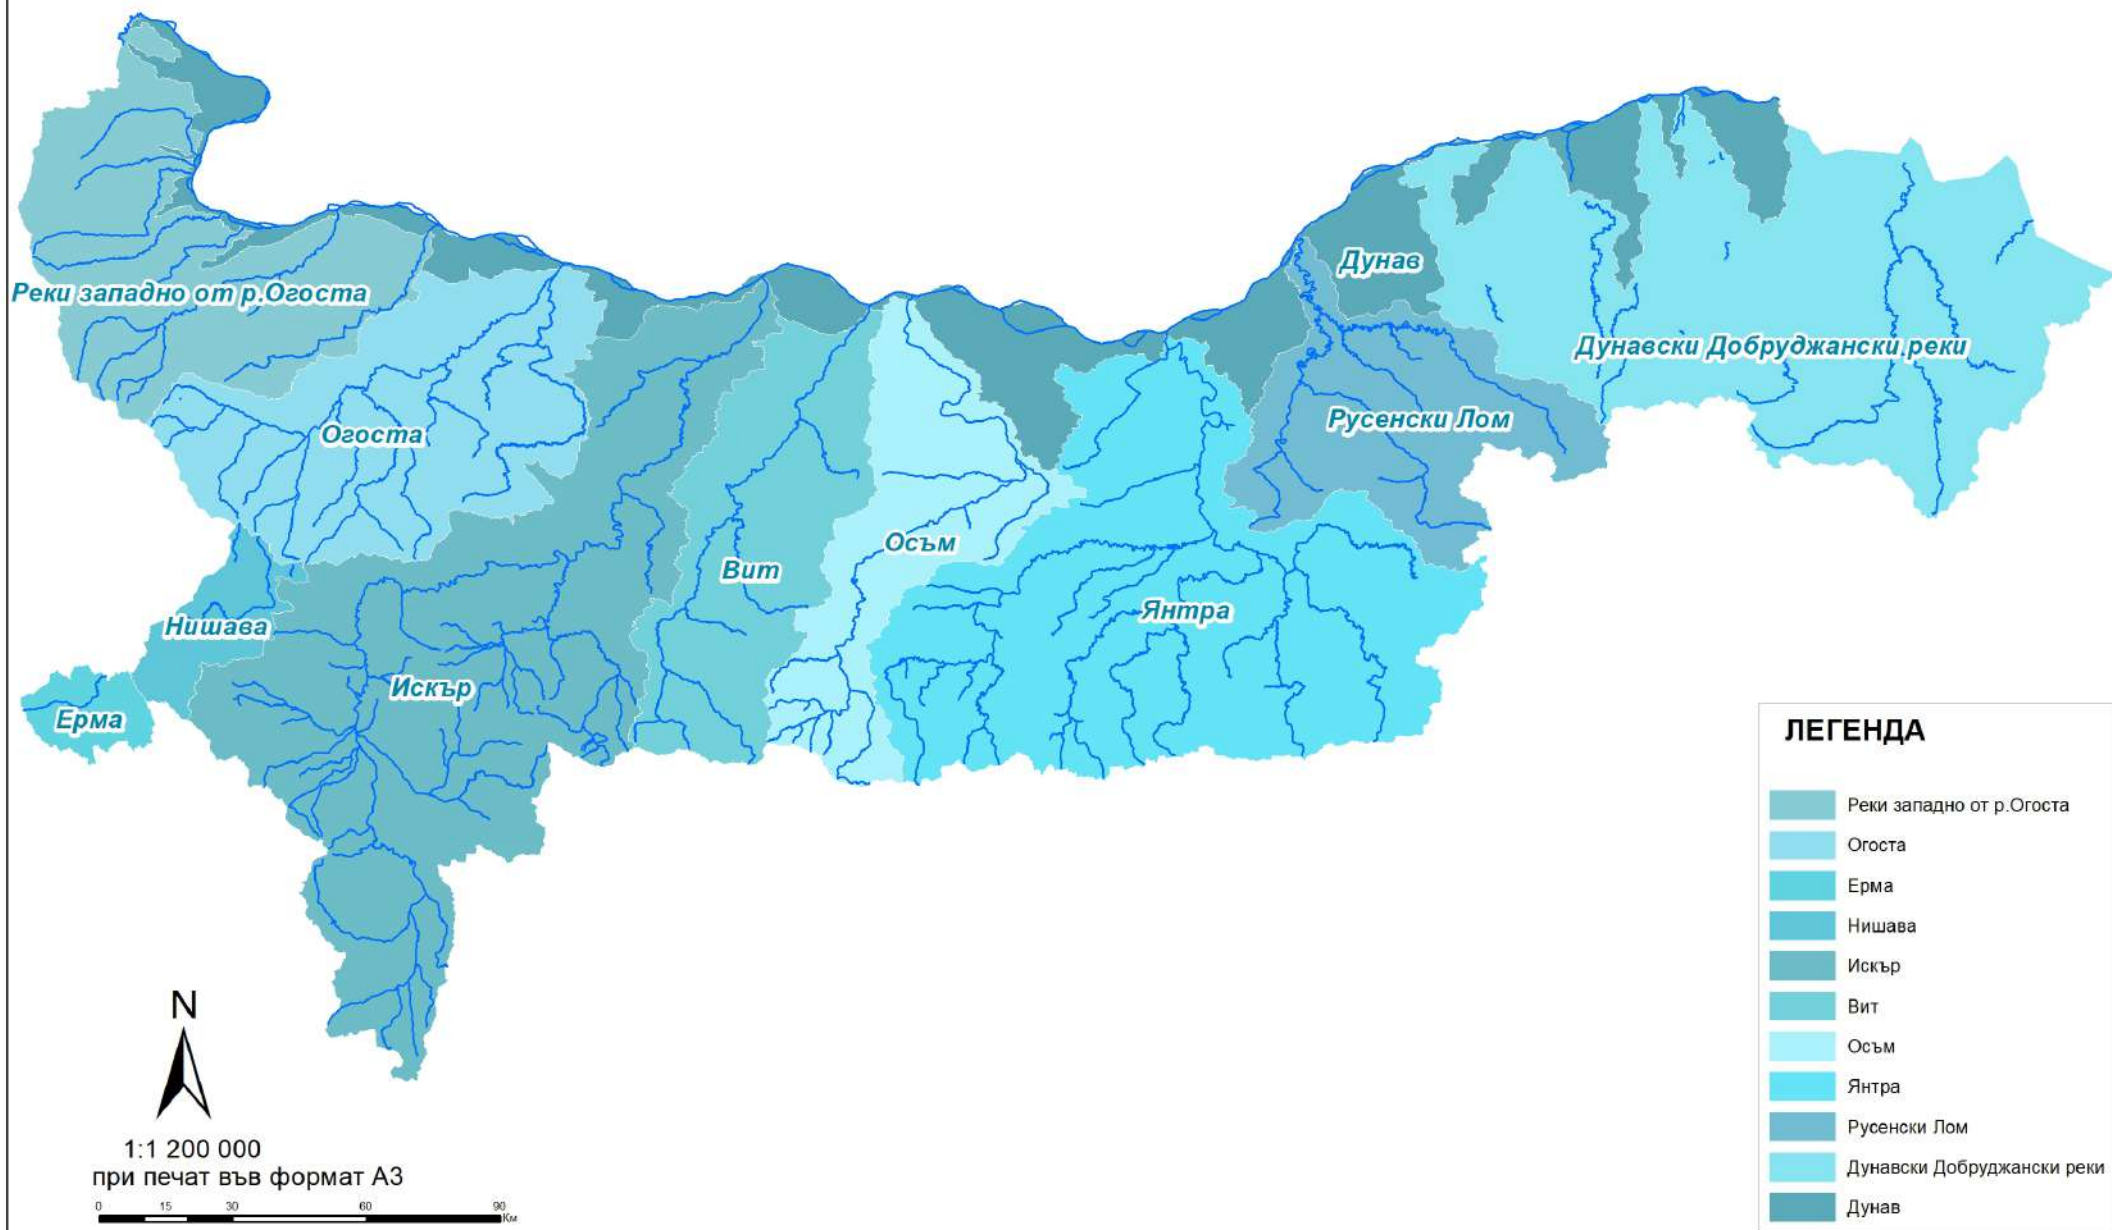 Дунав
Реки западно от р.Огоста
Дунавски Добруджански реки
Огоста
Русенски Лом
Осъм
Вит
Янтра
Нишава
Искър
Ерма
ЛЕГЕНДА
Реки западно от р.Огоста
Огоста
Ерма
Нишава
Искър
Вит
Осъм
Янтра
Русенски Лом
Дунавски Добруджански реки
Дунав
N
1:1 200 000
при печат във формат А3
0 15 30 60 90
Км